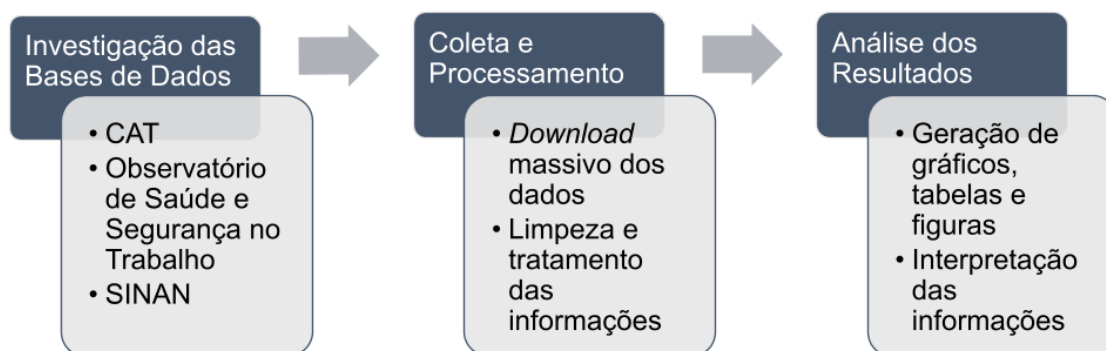 Investigação das
Bases de Dados
• CAT
• Observatório
de Saúde e
Segurança no
Trabalho
• SINAN
Coleta e
Processamento
• Download
massivo dos
dados
• Limpeza e
tratamento
das
informações
Análise dos
Resultados
• Geração de
gráficos,
tabelas e
figuras
• Interpretação
das
informações